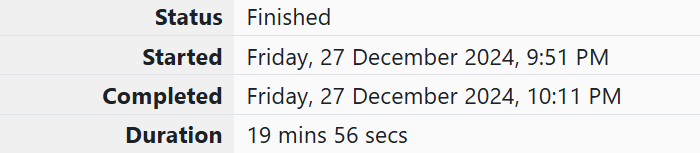 Status Finished
Started Friday, 27 December 2024, 9:51 PM
Completed Friday, 27 December 2024, 10:11 PM
Duration 19 mins 56 secs